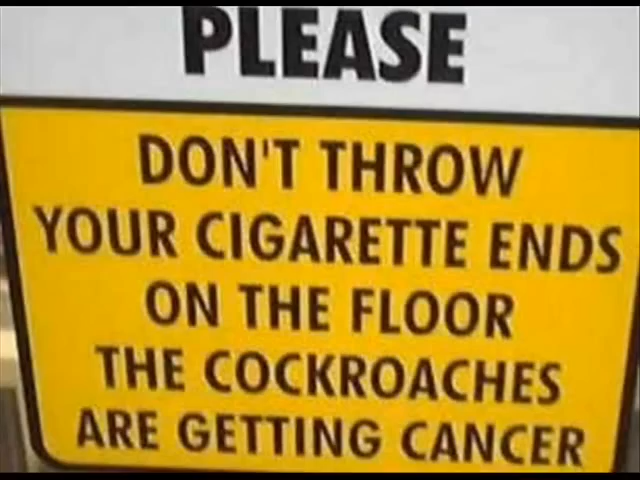 PLEASE
DON'T THROW
YOUR CIGARETTE ENDS
ON THE FLOOR
THE COCKROACHES
ARE GETTING CANCER